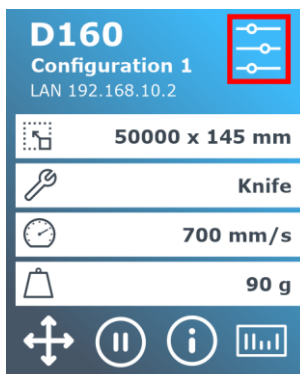 D160
Configuration 1
LAN 192.168.10.2
50000 x 145 mm
Knife
700 mm/s
90 g